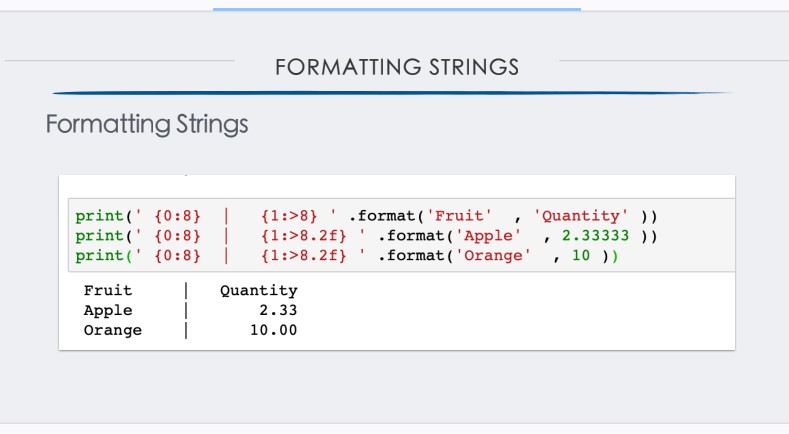 FORMATTING STRINGS
Formatting Strings
print(' {0:8}  |   {1:>8} ' .format('Fruit'  , 'Quantity' ))
print(' {0:8}  |   {1:>8.2f} ' .format('Apple'  , 2.33333 ))
print(' {0:8}  |   {1:>8.2f} ' .format('Orange'  , 10 ))
Fruit     |   Quantity
Apple     |       2.33
Orange    |      10.00